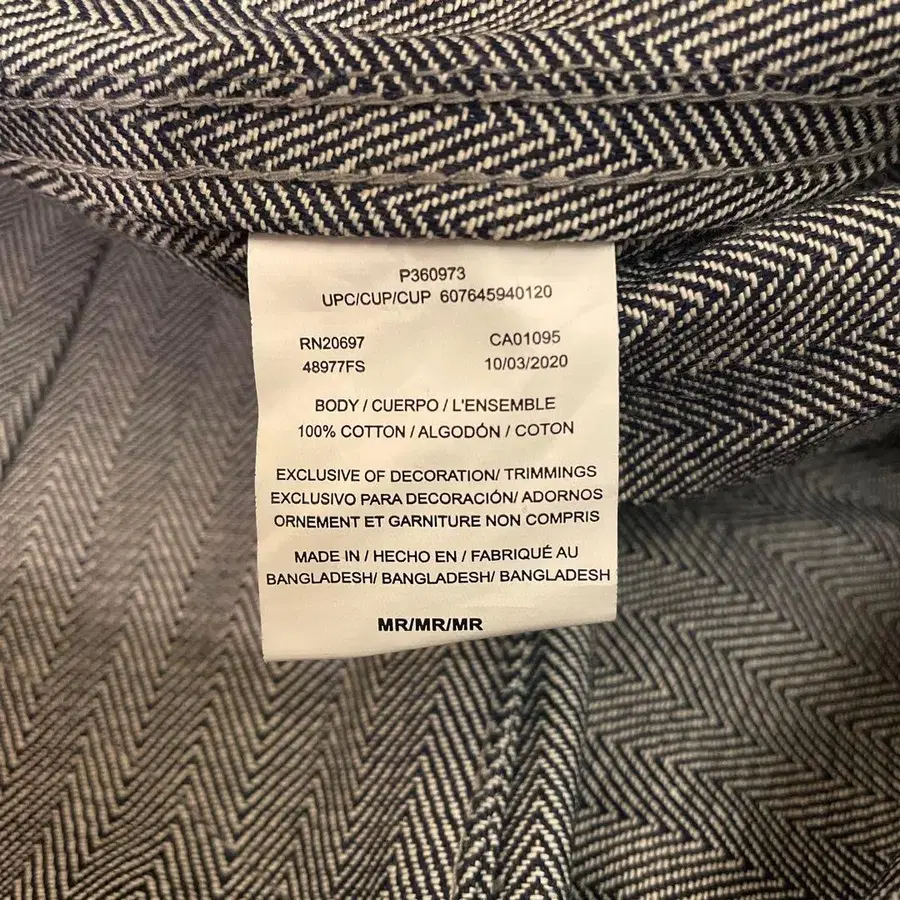 P360973
UPC/CUP/CUP 607645940120
RN20697 CA01095
48977FS 10/03/2020
BODY / CUERPO / L'ENSEMBLE
100% COTTON / ALGODÓN / COTON
EXCLUSIVE OF DECORATION/ TRIMMINGS
EXCLUSIVO PARA DECORACIÓN/ ADORNOS
ORNEMENT ET GARNITURE NON COMPRIS
MADE IN / HECHO EN / FABRIQUÉ AU
BANGLADESH/ BANGLADESH/ BANGLADESH
MR/MR/MR